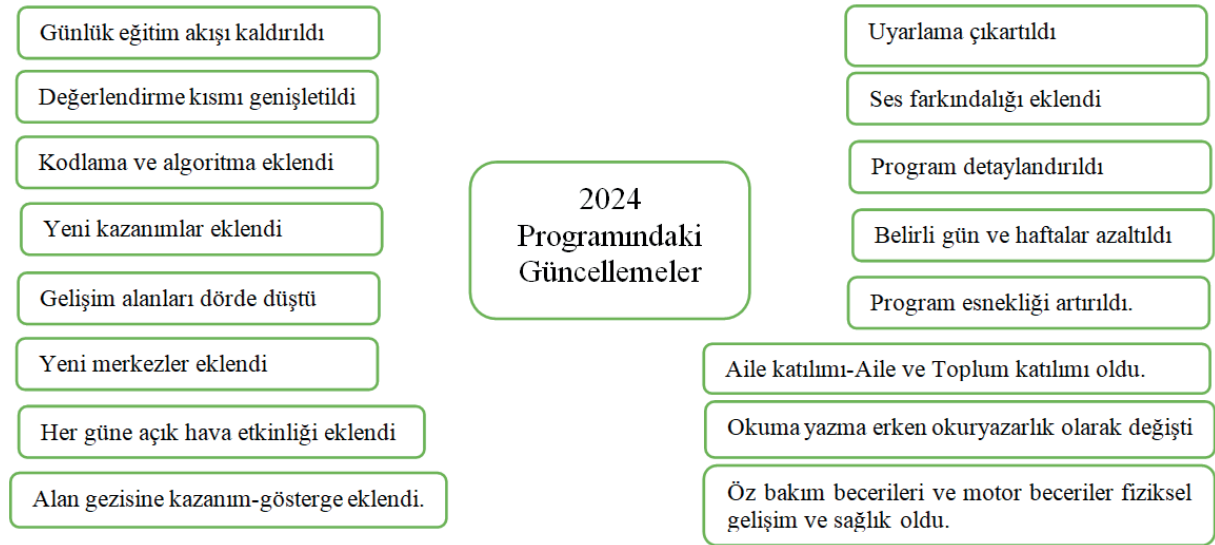 Günlük eğitim akışı kaldırıldı
Değerlendirme kısmı genişletildi
Kodlama ve algoritma eklendi
Yeni kazanımlar eklendi
Gelişim alanları dörde düştü
Yeni merkezler eklendi
Her güne açık hava etkinliği eklendi
Alan gezisine kazanım-gösterge eklendi.
2024
Programındaki
Güncellemeler
Uyarlama çıkartıldı
Ses farkındalığı eklendi
Program detaylandırıldı
Belirli gün ve haftalar azaltıldı
Program esnekliği artırıldı.
Aile katılımı-Aile ve Toplum katılımı oldu.
Okuma yazma erken okuryazarlık olarak değişti
Öz bakım becerileri ve motor beceriler fiziksel
gelişim ve sağlık oldu.